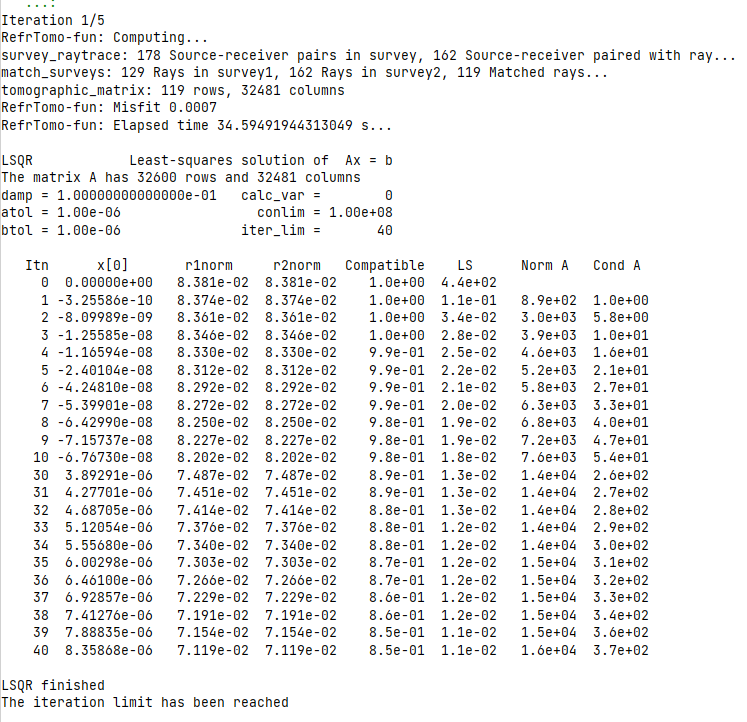 ...:
Iteration 1/5
RefrTomo-fun: Computing...
survey_raytrace: 178 Source-receiver pairs in survey, 162 Source-receiver paired with ray...
match_surveys: 129 Rays in survey1, 162 Rays in survey2, 119 Matched rays...
tomographic_matrix: 119 rows, 32481 columns
RefrTomo-fun: Misfit 0.0007
RefrTomo-fun: Elapsed time 34.59491944313049 s...
LSQR            Least-squares solution of  Ax = b
The matrix A has 32600 rows and 32481 columns
damp = 1.00000000000000e-01   calc_var =        0
atol = 1.00e-06                 conlim = 1.00e+08
btol = 1.00e-06               iter_lim =       40
Itn      x[0]       r1norm     r2norm   Compatible    LS      Norm A   Cond A
0  0.00000e+00   8.381e-02  8.381e-02    1.0e+00  4.4e+02
1 -3.25586e-10   8.374e-02  8.374e-02    1.0e+00  1.1e-01   8.9e+02  1.0e+00
2 -8.09989e-09   8.361e-02  8.361e-02    1.0e+00  3.4e-02   3.0e+03  5.8e+00
3 -1.25585e-08   8.346e-02  8.346e-02    1.0e+00  2.8e-02   3.9e+03  1.0e+01
4 -1.16594e-08   8.330e-02  8.330e-02    9.9e-01  2.5e-02   4.6e+03  1.6e+01
5 -2.40104e-08   8.312e-02  8.312e-02    9.9e-01  2.2e-02   5.2e+03  2.1e+01
6 -4.24810e-08   8.292e-02  8.292e-02    9.9e-01  2.1e-02   5.8e+03  2.7e+01
7 -5.39901e-08   8.272e-02  8.272e-02    9.9e-01  2.0e-02   6.3e+03  3.3e+01
8 -6.42990e-08   8.250e-02  8.250e-02    9.8e-01  1.9e-02   6.8e+03  4.0e+01
9 -7.15737e-08   8.227e-02  8.227e-02    9.8e-01  1.9e-02   7.2e+03  4.7e+01
10 -6.76730e-08   8.202e-02  8.202e-02    9.8e-01  1.8e-02   7.6e+03  5.4e+01
30  3.89291e-06   7.487e-02  7.487e-02    8.9e-01  1.3e-02   1.4e+04  2.6e+02
31  4.27701e-06   7.451e-02  7.451e-02    8.9e-01  1.3e-02   1.4e+04  2.7e+02
32  4.68705e-06   7.414e-02  7.414e-02    8.8e-01  1.3e-02   1.4e+04  2.8e+02
33  5.12054e-06   7.376e-02  7.376e-02    8.8e-01  1.2e-02   1.4e+04  2.9e+02
34  5.55680e-06   7.340e-02  7.340e-02    8.8e-01  1.2e-02   1.4e+04  3.0e+02
35  6.00298e-06   7.303e-02  7.303e-02    8.7e-01  1.2e-02   1.5e+04  3.1e+02
36  6.46100e-06   7.266e-02  7.266e-02    8.7e-01  1.2e-02   1.5e+04  3.2e+02
37  6.92857e-06   7.229e-02  7.229e-02    8.6e-01  1.2e-02   1.5e+04  3.3e+02
38  7.41276e-06   7.191e-02  7.191e-02    8.6e-01  1.2e-02   1.5e+04  3.4e+02
39  7.88835e-06   7.154e-02  7.154e-02    8.5e-01  1.1e-02   1.5e+04  3.6e+02
40  8.35868e-06   7.119e-02  7.119e-02    8.5e-01  1.1e-02   1.6e+04  3.7e+02
LSQR finished
The iteration limit has been reached